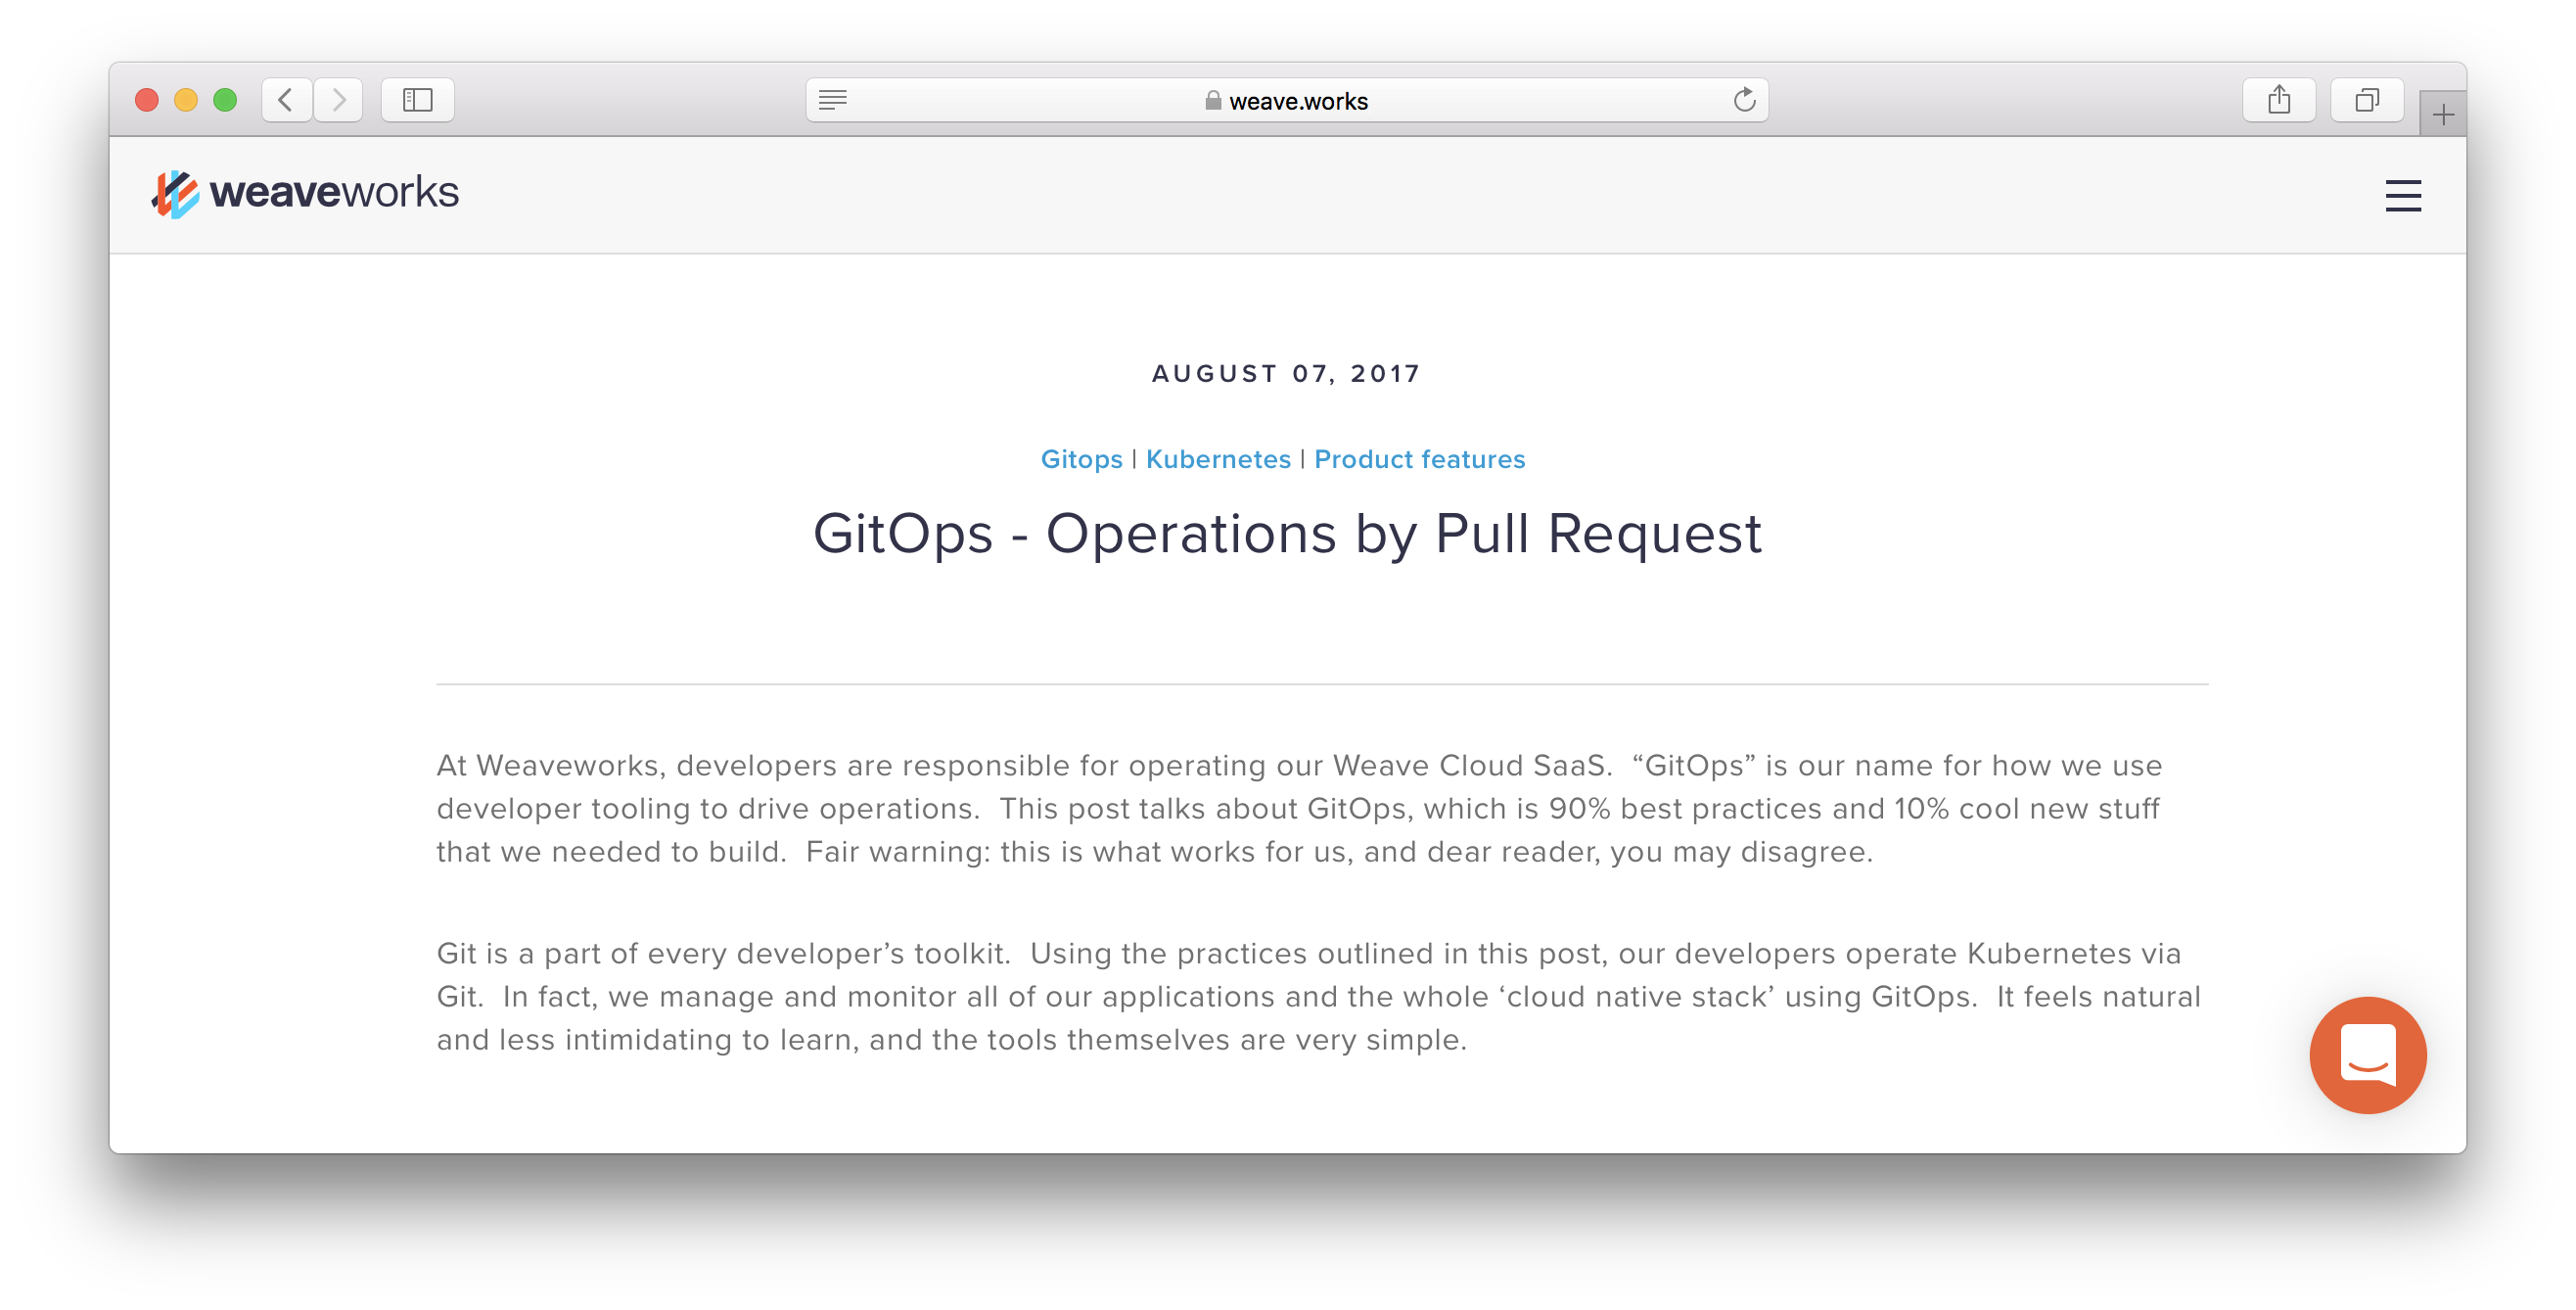 weave.works
weaveworks
AUGUST 07, 2017
Gitops | Kubernetes | Product features
GitOps - Operations by Pull Request
At Weaveworks, developers are responsible for operating our Weave Cloud SaaS.  “GitOps” is our name for how we use
developer tooling to drive operations.  This post talks about GitOps, which is 90% best practices and 10% cool new stuff
that we needed to build.  Fair warning: this is what works for us, and dear reader, you may disagree.
Git is a part of every developer’s toolkit.  Using the practices outlined in this post, our developers operate Kubernetes via
Git.  In fact, we manage and monitor all of our applications and the whole ‘cloud native stack’ using GitOps.  It feels natural
and less intimidating to learn, and the tools themselves are very simple.